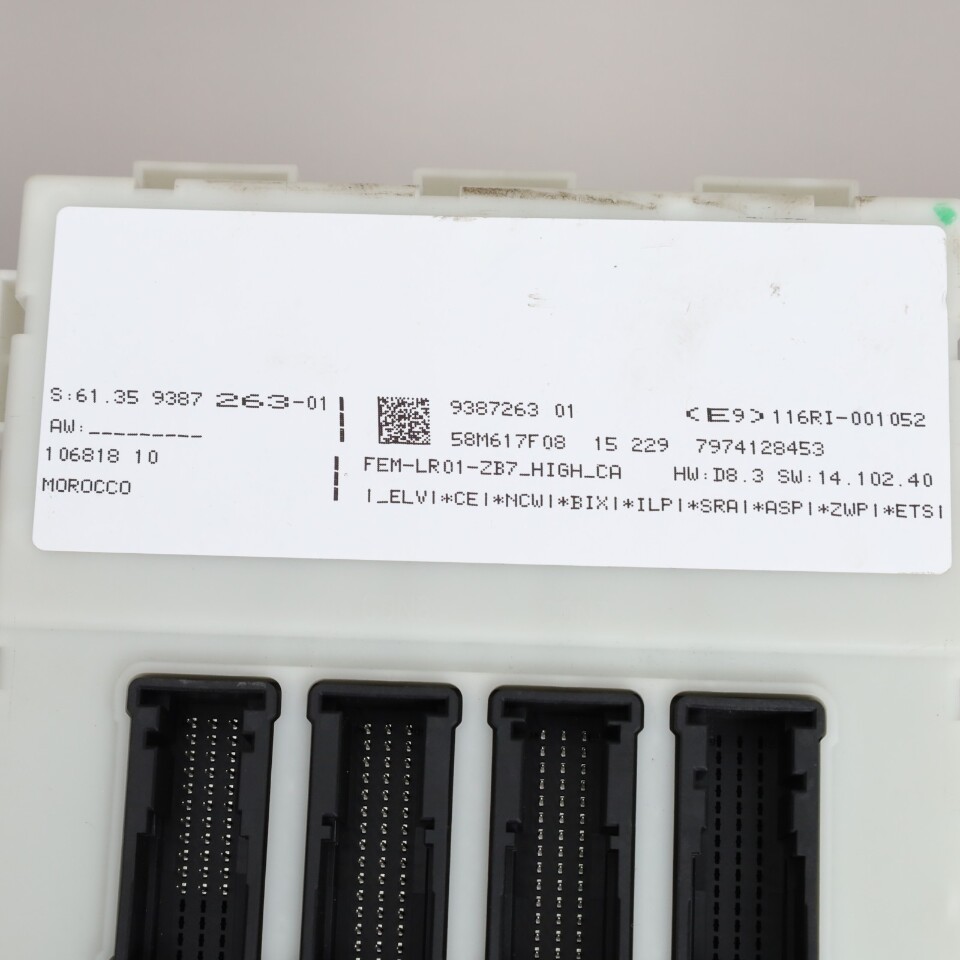 S:61.35 9387 263-01
AW:_________
106818 10
MOROCCO
9387263 01
<E9>116RI-001052
58M617F08 15 229 7974128453
FEM-LR01-ZB7_HIGH_CA HW:D8.3 SW:14.102.40
|_ELV|*CE|*NCW|*BIX|*ILP|*SRA|*ASP|*ZWP|*ETS|